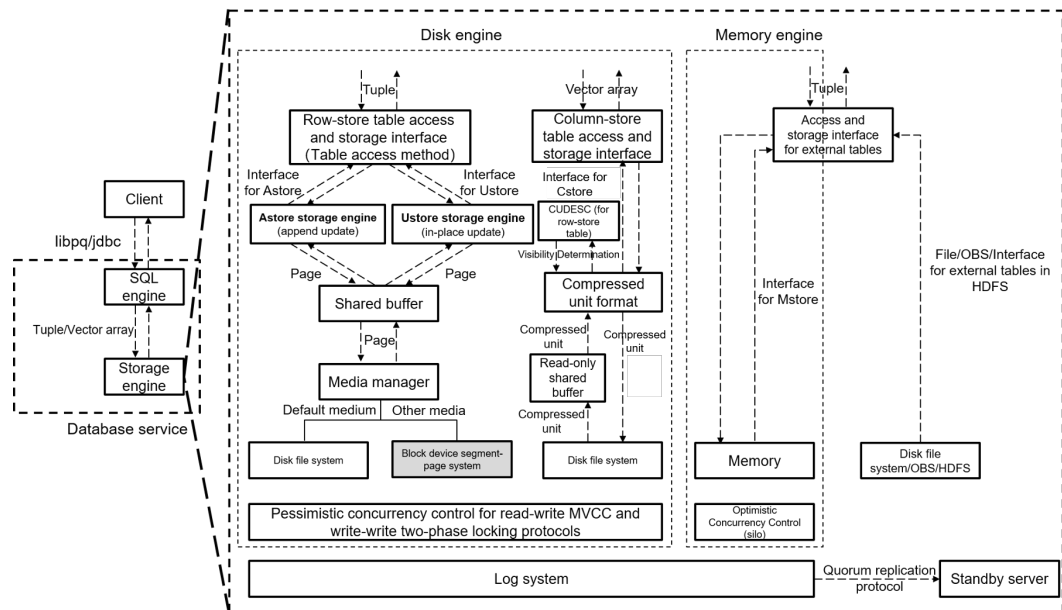 Disk engine
Memory engine
Tuple
Vector array
Tuple
Row-store table access
and storage interface
(Table access method)
Column-store
table access and
storage interface
Access and
storage interface
for external tables
Interface
for Astore
Interface
for Ustore
Interface for
Cstore
Client
Astore storage engine
(append update)
Ustore storage engine
(in-place update)
CUDESC (for
row-store
table)
libpq/jdbc
Visibility Determination
File/OBS/Interface
for external tables in
HDFS
SQL
engine
Page
Page
Shared buffer
Compressed
unit format
Interface
for Mstore
Tuple/Vector array
Page
Compressed
unit
Compressed
unit
Storage
engine
Media manager
Read-only
shared
buffer
Default medium
Other media
Compressed
unit
Database service
Disk file system
Block device segment-
page system
Disk file system
Memory
Disk file
system/OBS/HDFS
Pessimistic concurrency control for read-write MVCC and
write-write two-phase locking protocols
Optimistic
Concurrency Control
(silo)
Log system
Quorum replication
protocol
Standby server